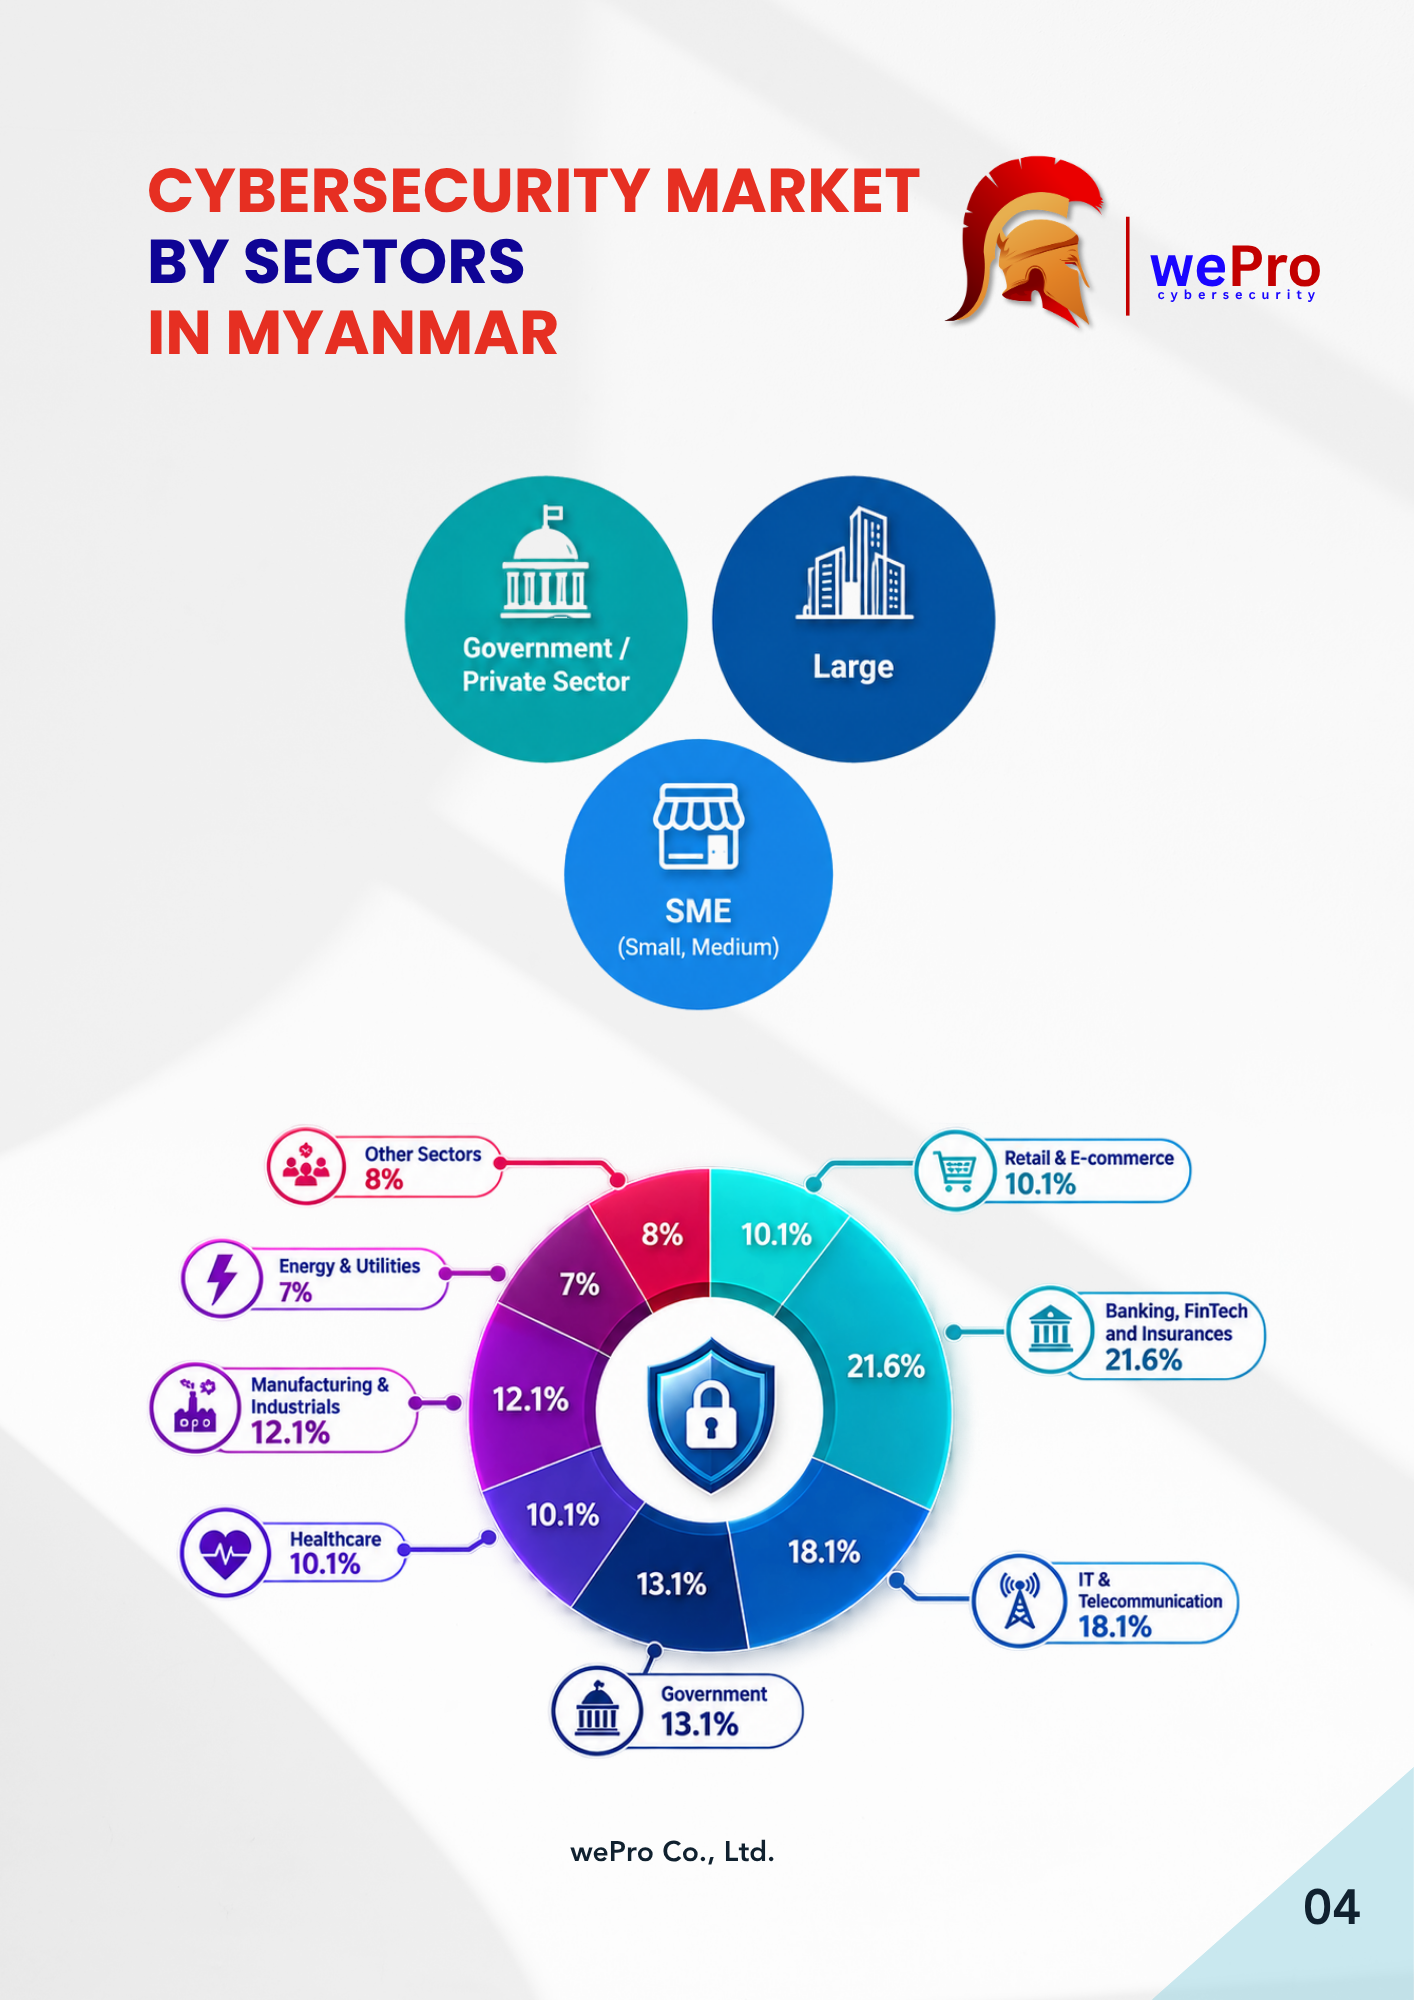 CYBERSECURITY MARKET
BY SECTORS
IN MYANMAR
wePro
cybersecurity
Government /
Private Sector
Large
SME
(Small, Medium)
Other Sectors
8%
Retail & E-commerce
10.1%
Energy & Utilities
7%
Banking, FinTech
and Insurances
21.6%
Manufacturing &
Industrials
12.1%
Healthcare
10.1%
IT &
Telecommunication
18.1%
Government
13.1%
8%
10.1%
7%
21.6%
12.1%
10.1%
18.1%
13.1%
wePro Co., Ltd.
04